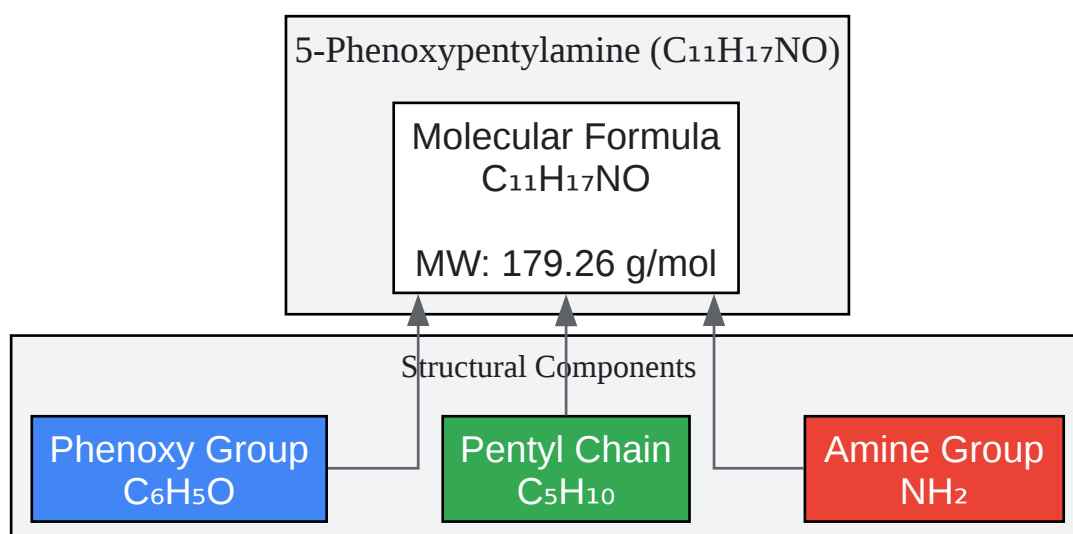 5-Phenoxypentylamine (C₁₁H₁₇NO)
Molecular Formula
C₁₁H₁₇NO
MW: 179.26 g/mol
Structural Components
Phenoxy Group
C₆H₅O
Pentyl Chain
C₅H₁₀
Amine Group
NH₂